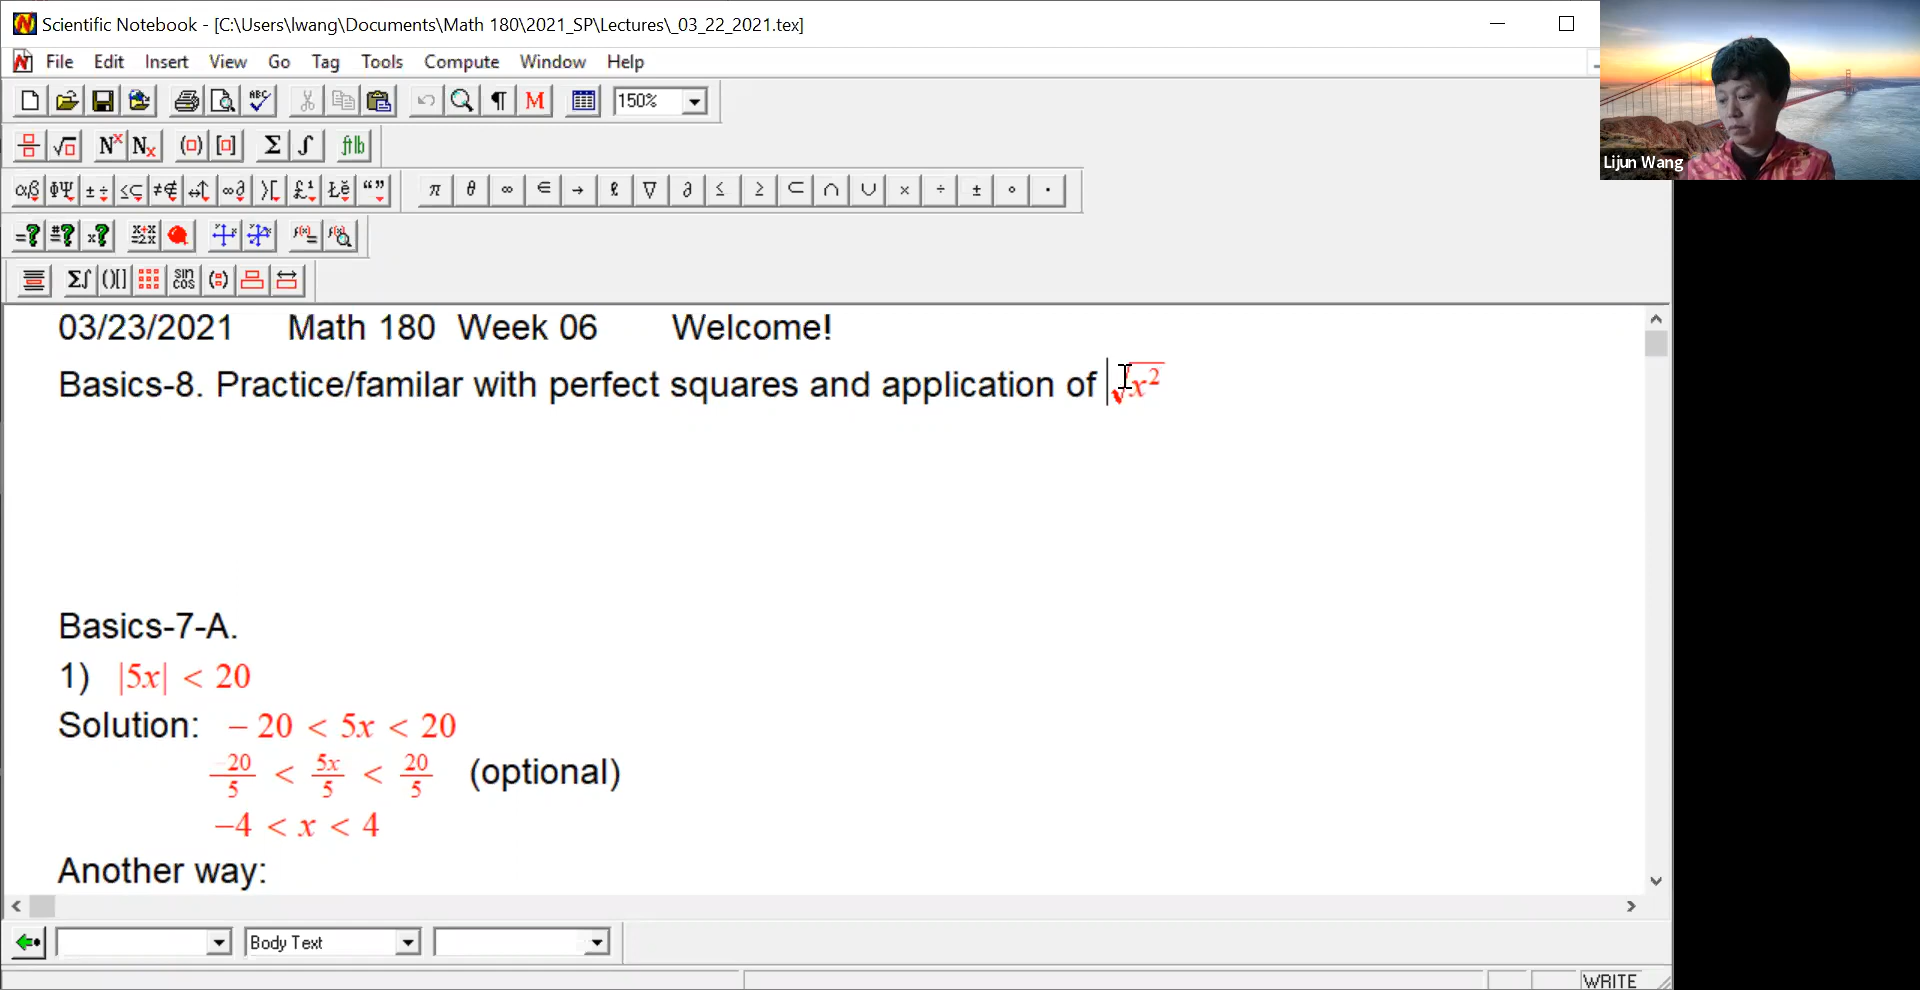 Scientific Notebook - [C:\Users\lwang\Documents\Math 180\2021_SP\Lectures\_03_22_2021.tex]
File Edit Insert View Go Tag Tools Compute Window Help
150%
03/23/2021 Math 180 Week 06 Welcome!
Basics-8. Practice/familar with perfect squares and application of √x²
Basics-7-A.
1) |5x| < 20
Solution: − 20 < 5x < 20
-20/5 < 5x/5 < 20/5 (optional)
−4 < x < 4
Another way:
Body Text
WRITE
Lijun Wang